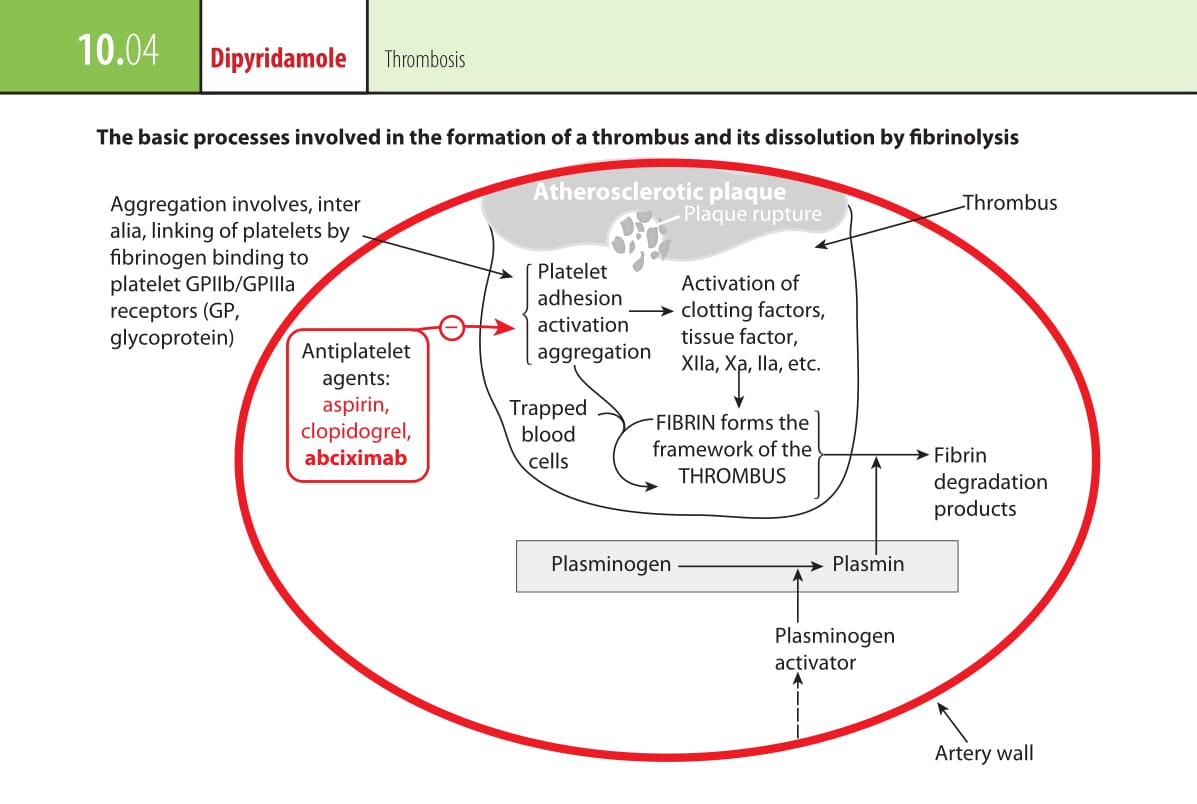 10.04
Dipyridamole
Thrombosis
The basic processes involved in the formation of a thrombus and its dissolution by fibrinolysis
Aggregation involves, inter
alia, linking of platelets by
fibrinogen binding to
platelet GPIIb/GPIIIa
receptors (GP,
glycoprotein)
Atherosclerotic plaque
Plaque rupture
Thrombus
Platelet
adhesion
activation
aggregation
Activation of
clotting factors,
tissue factor,
XIIa, Xa, IIa, etc.
−
Antiplatelet
agents:
aspirin,
clopidogrel,
abciximab
Trapped
blood
cells
FIBRIN forms the
framework of the
THROMBUS
Fibrin
degradation
products
Plasminogen
Plasmin
Plasminogen
activator
Artery wall